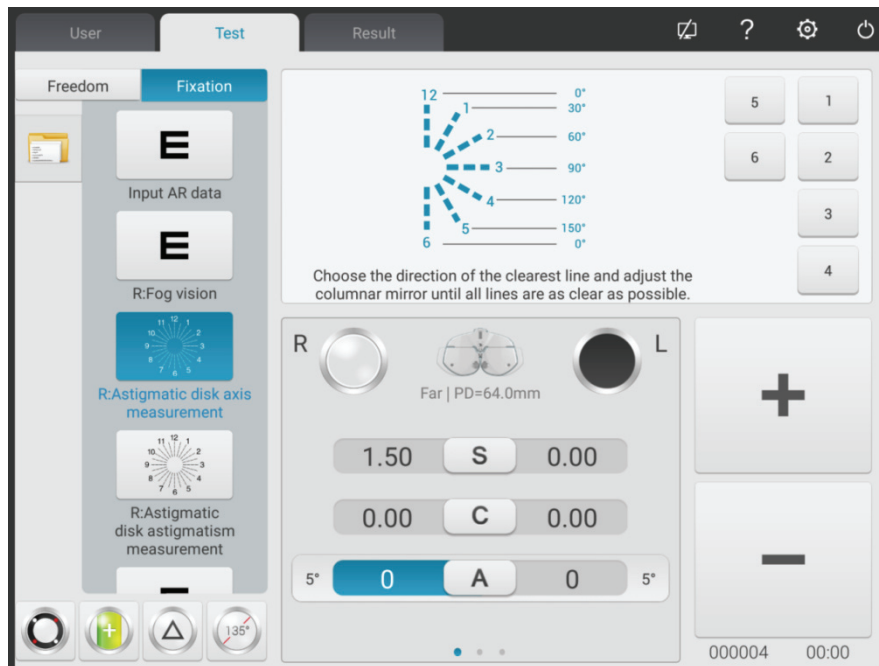 User
Test
Result
?
Freedom
Fixation
E
Input AR data
E
R:Fog vision
12
11 1
10 2
9 3
8 4
7 5
6
R:Astigmatic disk axis
measurement
12
11 1
10 2
9 3
8 4
7 5
6
R:Astigmatic
disk astigmatism
measurement
135°
12 0°
1 30°
2 60°
3 90°
4 120°
5 150°
6 0°
Choose the direction of the clearest line and adjust the
columnar mirror until all lines are as clear as possible.
5 1
6 2
3
4
R L
Far | PD=64.0mm
1.50 S 0.00
0.00 C 0.00
5° 0 A 0 5°
+
−
000004 00:00